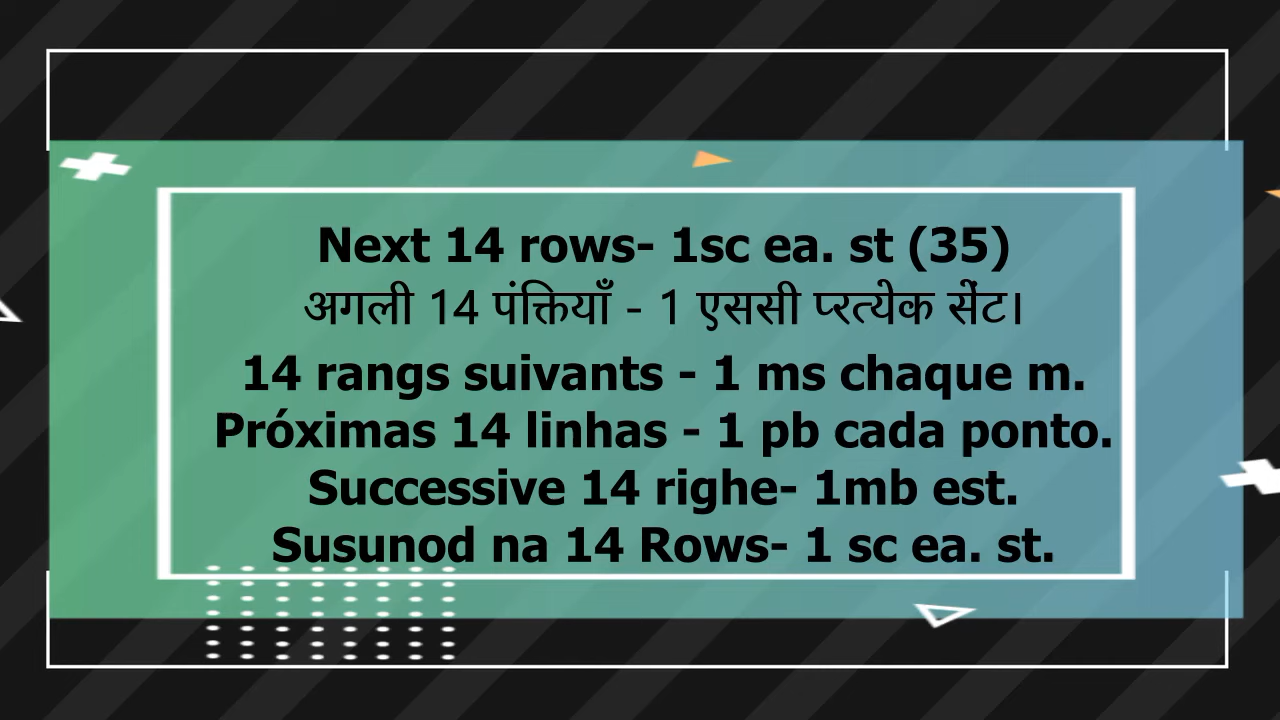 Next 14 rows- 1sc ea. st (35)
अगली 14 पंक्तियाँ - 1 एससी प्रत्येक सेंट।
14 rangs suivants - 1 ms chaque m.
Próximas 14 linhas - 1 pb cada ponto.
Successive 14 righe- 1mb est.
Susunod na 14 Rows- 1 sc ea. st.